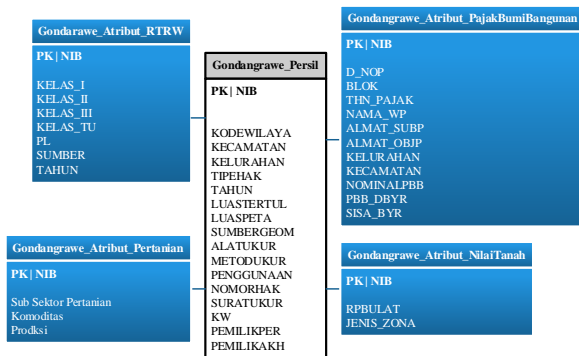 Gondarawe_Atribut_RTRW
PK| NIB
KELAS_I
KELAS_II
KELAS_III
KELAS_TU
PL
SUMBER
TAHUN
Gondangrawe_Atribut_Pertanian
PK| NIB
Sub Sektor Pertanian
Komoditas
Prodksi
Gondangrawe_Persil
PK| NIB
KODEWILAYA
KECAMATAN
KELURAHAN
TIPEHAK
TAHUN
LUASTERTUL
LUASPETA
SUMBERGEOM
ALATUKUR
METODUKUR
PENGGUNAAN
NOMORHAK
SURATUKUR
KW
PEMILIKPER
PEMILIKAKH
Gondangrawe_Atribut_PajakBumiBangunan
PK| NIB
D_NOP
BLOK
THN_PAJAK
NAMA_WP
ALMAT_SUBP
ALMAT_OBJP
KELURAHAN
KECAMATAN
NOMINALPBB
PBB_DBYR
SISA_BYR
Gondangrawe_Atribut_NilaiTanah
PK| NIB
RPBULAT
JENIS_ZONA